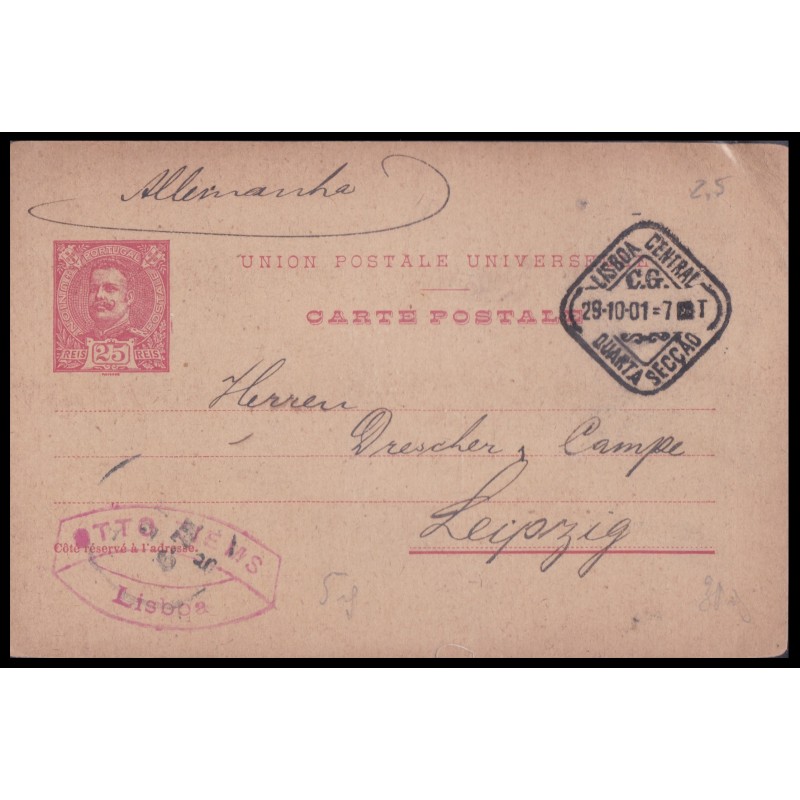 Allemanha
2,5
UNION POSTALE UNIVERSELLE
CARTE POSTALE
PORTUGAL
REIS 25 REIS
LISBOA CENTRAL
C.G.
29-10-01=7 T
QUARTA SECÇÃO
Herren
Drescher, Campe
Leipzig
Côté réservé à l'adresse.
OTTO
Lisboa